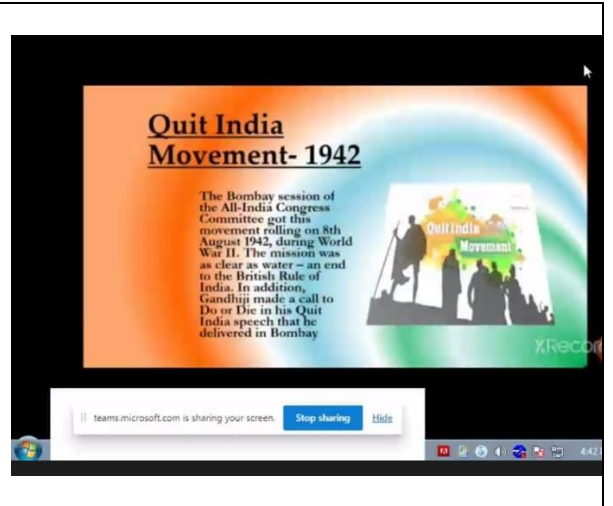 Quit India
Movement- 1942
The Bombay session of
the All-India Congress
Committee got this
movement rolling on 8th
August 1942, during World
War II. The mission was
as clear as water – an end
to the British Rule of
India. In addition,
Gandhiji made a call to
Do or Die in his Quit
India speech that he
delivered in Bombay
Quit India
Movement
XRecor
teams.microsoft.com is sharing your screen. Stop sharing Hide
4:42